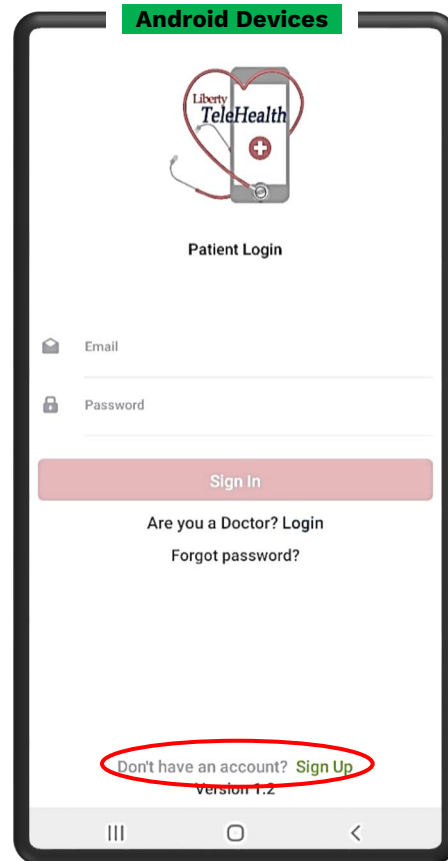 Android Devices
Liberty
TeleHealth
Patient Login
Email
Password
Sign In
Are you a Doctor? Login
Forgot password?
Don't have an account? Sign Up
Version 1.2